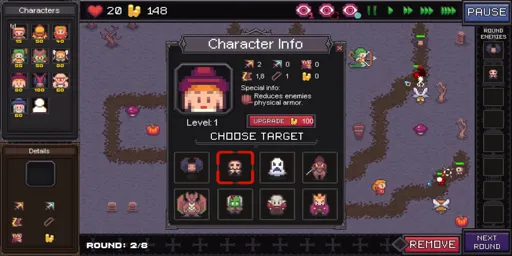 Characters
20
148
PAUSE
Character Info
ROUND
ENEMIES
2
0
0
1,8
1
0
Special info:
Reduces enemies
physical armor.
Level: 1
UPGRADE 100
CHOOSE TARGET
Details
ROUND: 2/8
REMOVE
NEXT
ROUND